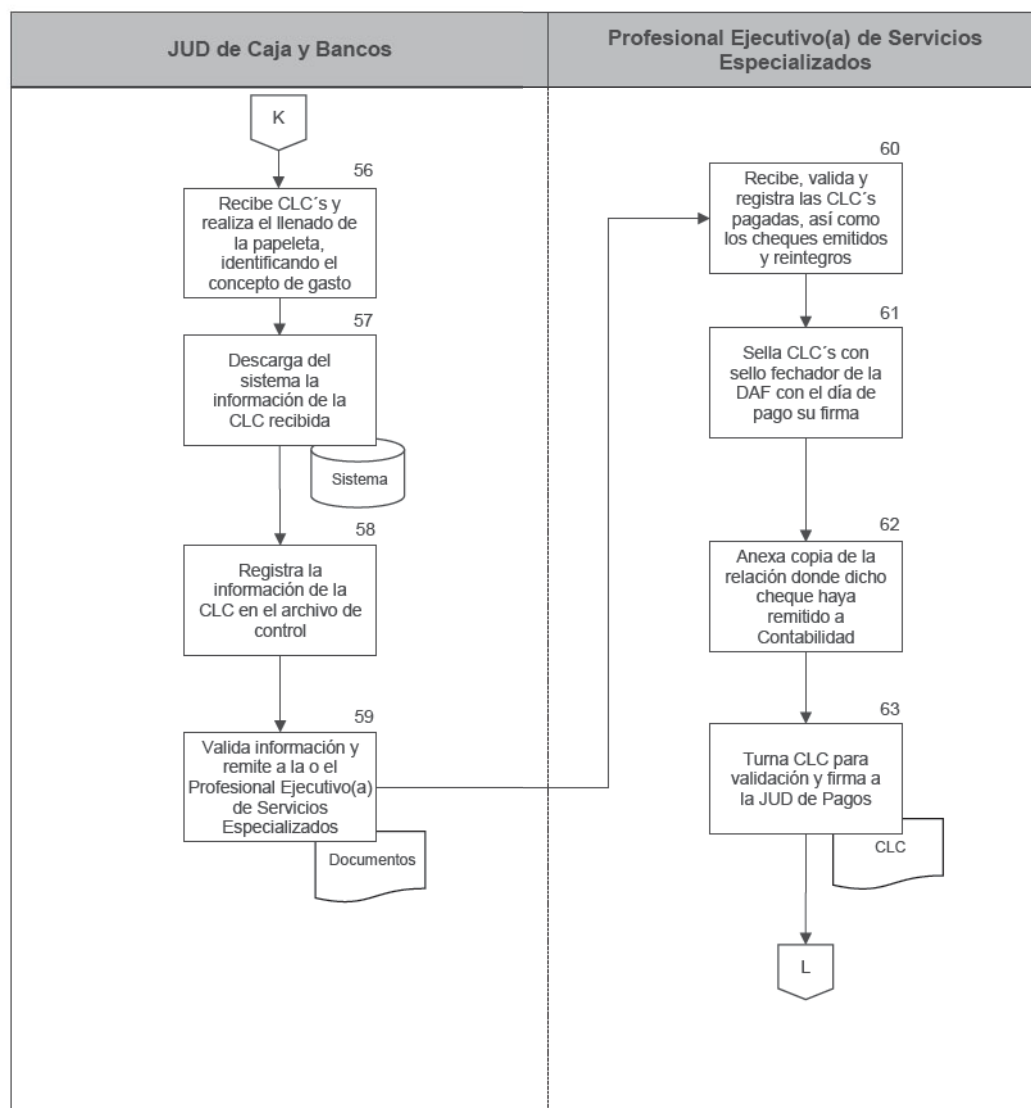 JUD de Caja y Bancos
Profesional Ejecutivo(a) de Servicios
Especializados
K
56
Recibe CLC´s y
realiza el llenado de
la papeleta,
identificando el
concepto de gasto
57
Descarga del
sistema la
información de la
CLC recibida
Sistema
58
Registra la
información de la
CLC en el archivo de
control
59
Valida información y
remite a la o el
Profesional Ejecutivo(a)
de Servicios
Especializados
Documentos
60
Recibe, valida y
registra las CLC´s
pagadas, así como
los cheques emitidos
y reintegros
61
Sella CLC´s con
sello fechador de la
DAF con el día de
pago su firma
62
Anexa copia de la
relación donde dicho
cheque haya
remitido a
Contabilidad
63
Turna CLC para
validación y firma a
la JUD de Pagos
CLC
L